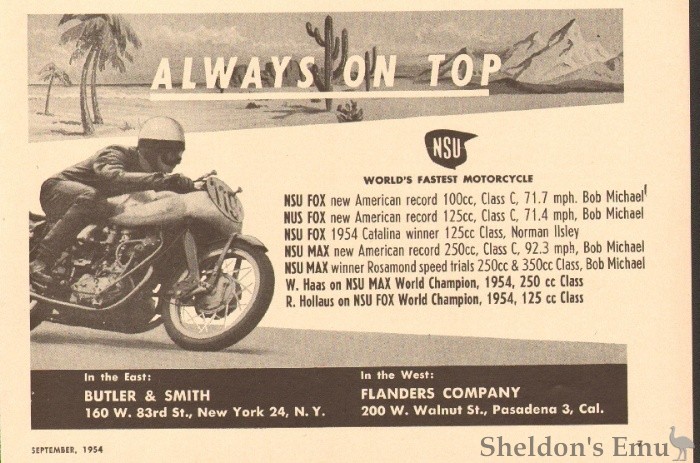 ALWAYS ON TOP
NSU
WORLD'S FASTEST MOTORCYCLE
NSU FOX new American record 100cc, Class C, 71.7 mph. Bob Michael
NUS FOX new American record 125cc, Class C, 71.4 mph, Bob Michael
NSU FOX 1954 Catalina winner 125cc Class, Norman Ilsley
NSU MAX new American record 250cc, Class C, 92.3 mph, Bob Michael
NSU MAX winner Rosamond speed trials 250cc & 350cc Class, Bob Michael
W. Haas on NSU MAX World Champion, 1954, 250 cc Class
R. Hollaus on NSU FOX World Champion, 1954, 125 cc Class
In the East:
BUTLER & SMITH
160 W. 83rd St., New York 24, N. Y.
In the West:
FLANDERS COMPANY
200 W. Walnut St., Pasadena 3, Cal.
SEPTEMBER, 1954
Sheldon's Emu